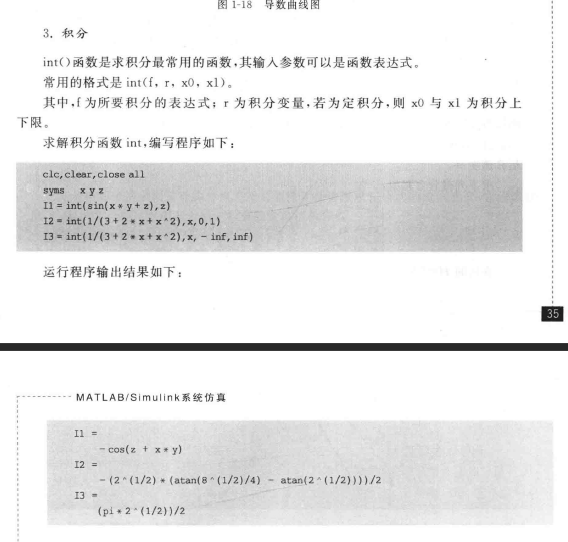 图 1-18 导数曲线图
3. 积分
int()函数是求积分最常用的函数,其输入参数可以是函数表达式。
常用的格式是 int(f, r, x0, x1)。
其中,f 为所要积分的表达式; r 为积分变量,若为定积分,则 x0 与 x1 为积分上
下限。
求解积分函数 int,编写程序如下:
clc,clear,close all
syms x y z
I1 = int(sin(x * y + z),z)
I2 = int(1/(3 + 2 * x + x ^2),x,0,1)
I3 = int(1/(3 + 2 * x + x ^2),x, - inf,inf)
运行程序输出结果如下:
35
MATLAB/Simulink系统仿真
I1 =
- cos(z + x * y)
I2 =
- (2 ^(1/2) * (atan(8 ^(1/2)/4) - atan(2 ^(1/2))))/2
I3 =
(pi * 2 ^(1/2))/2